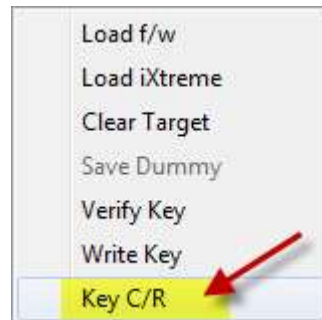 Load f/w
Load iXtreme
Clear Target
Save Dummy
Verify Key
Write Key
Key C/R